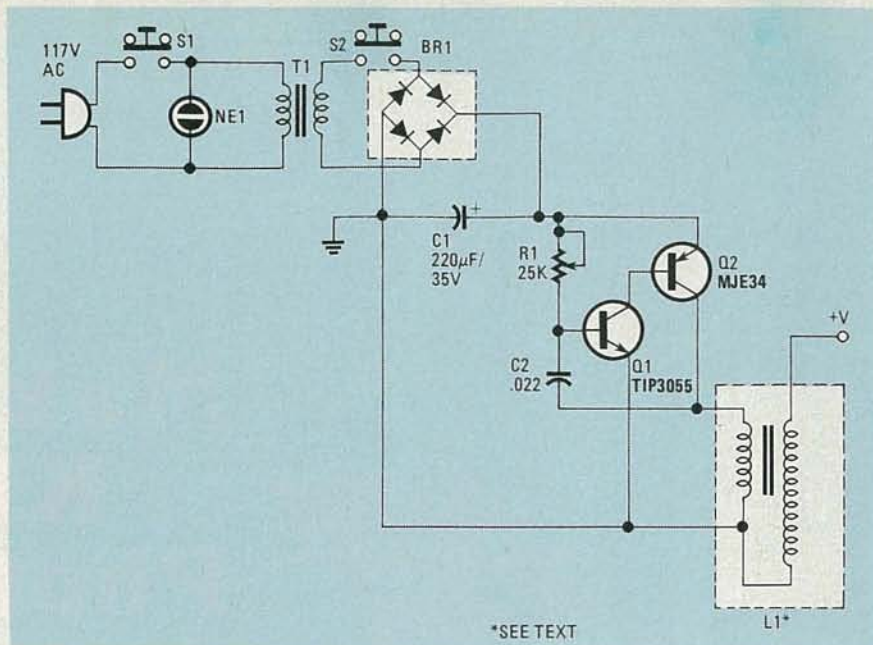 117V
AC
S1
NE1
T1
S2
BR1
C1
220µF/
35V
R1
25K
Q2
MJE34
C2
.022
Q1
TIP3055
+
+V
L1*
*SEE TEXT